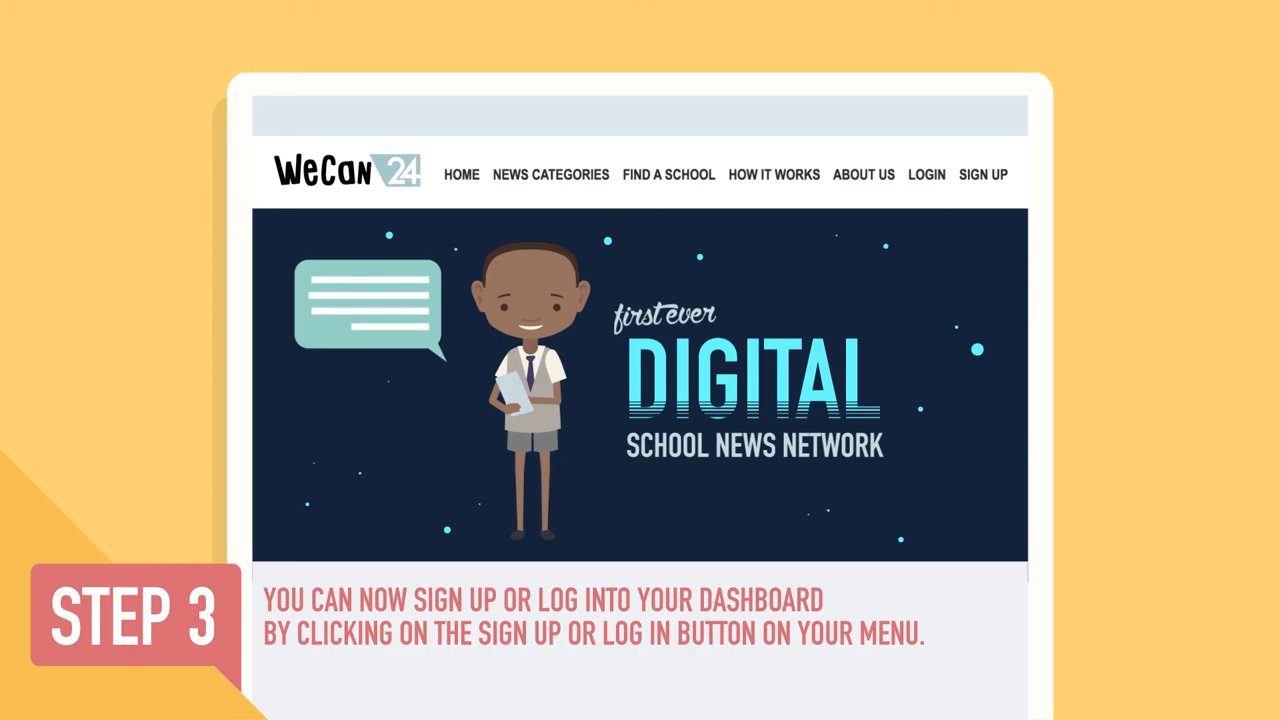 WeCan 24
HOME NEWS CATEGORIES FIND A SCHOOL HOW IT WORKS ABOUT US LOGIN SIGN UP
first ever
DIGITAL
SCHOOL NEWS NETWORK
STEP 3
YOU CAN NOW SIGN UP OR LOG INTO YOUR DASHBOARD
BY CLICKING ON THE SIGN UP OR LOG IN BUTTON ON YOUR MENU.